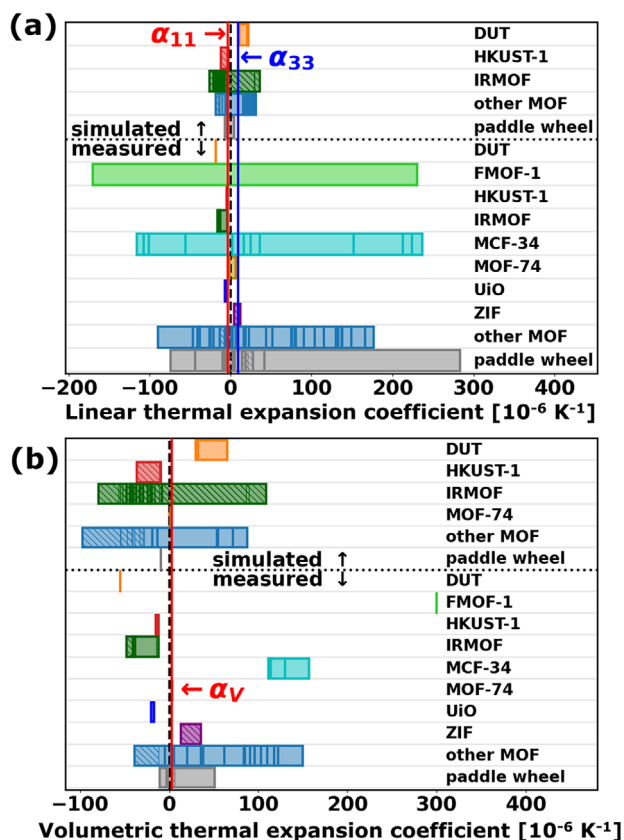 (a)
α₁₁ →
← α₃₃
DUT
HKUST-1
IRMOF
other MOF
paddle wheel
simulated ↑
measured ↓
DUT
FMOF-1
HKUST-1
IRMOF
MCF-34
MOF-74
UiO
ZIF
other MOF
paddle wheel
−200 −100 0 100 200 300 400
Linear thermal expansion coefficient [10⁻⁶ K⁻¹]
(b)
DUT
HKUST-1
IRMOF
MOF-74
other MOF
paddle wheel
simulated ↑
measured ↓
DUT
FMOF-1
HKUST-1
IRMOF
MCF-34
← αV
MOF-74
UiO
ZIF
other MOF
paddle wheel
−100 0 100 200 300 400
Volumetric thermal expansion coefficient [10⁻⁶ K⁻¹]